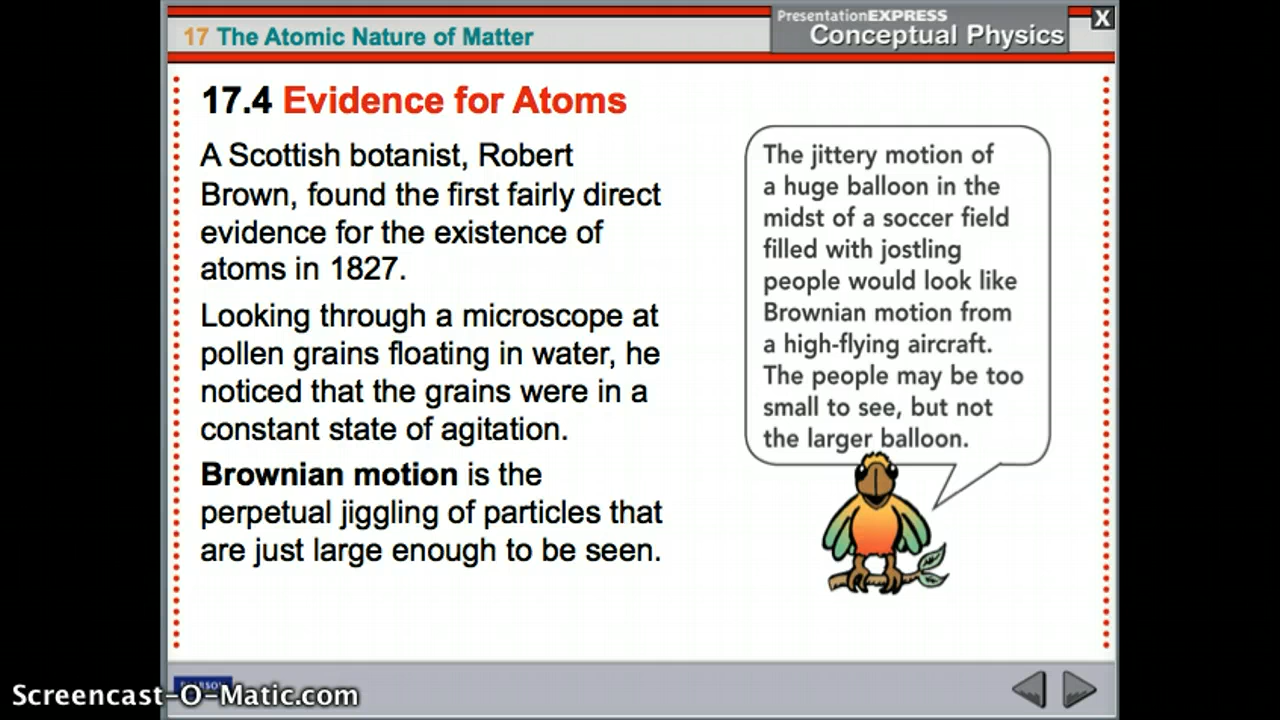 PresentationEXPRESS
Conceptual Physics
X
17 The Atomic Nature of Matter
17.4 Evidence for Atoms
A Scottish botanist, Robert
Brown, found the first fairly direct
evidence for the existence of
atoms in 1827.
Looking through a microscope at
pollen grains floating in water, he
noticed that the grains were in a
constant state of agitation.
Brownian motion is the
perpetual jiggling of particles that
are just large enough to be seen.
The jittery motion of
a huge balloon in the
midst of a soccer field
filled with jostling
people would look like
Brownian motion from
a high-flying aircraft.
The people may be too
small to see, but not
the larger balloon.
PEARSON
Screencast-O-Matic.com